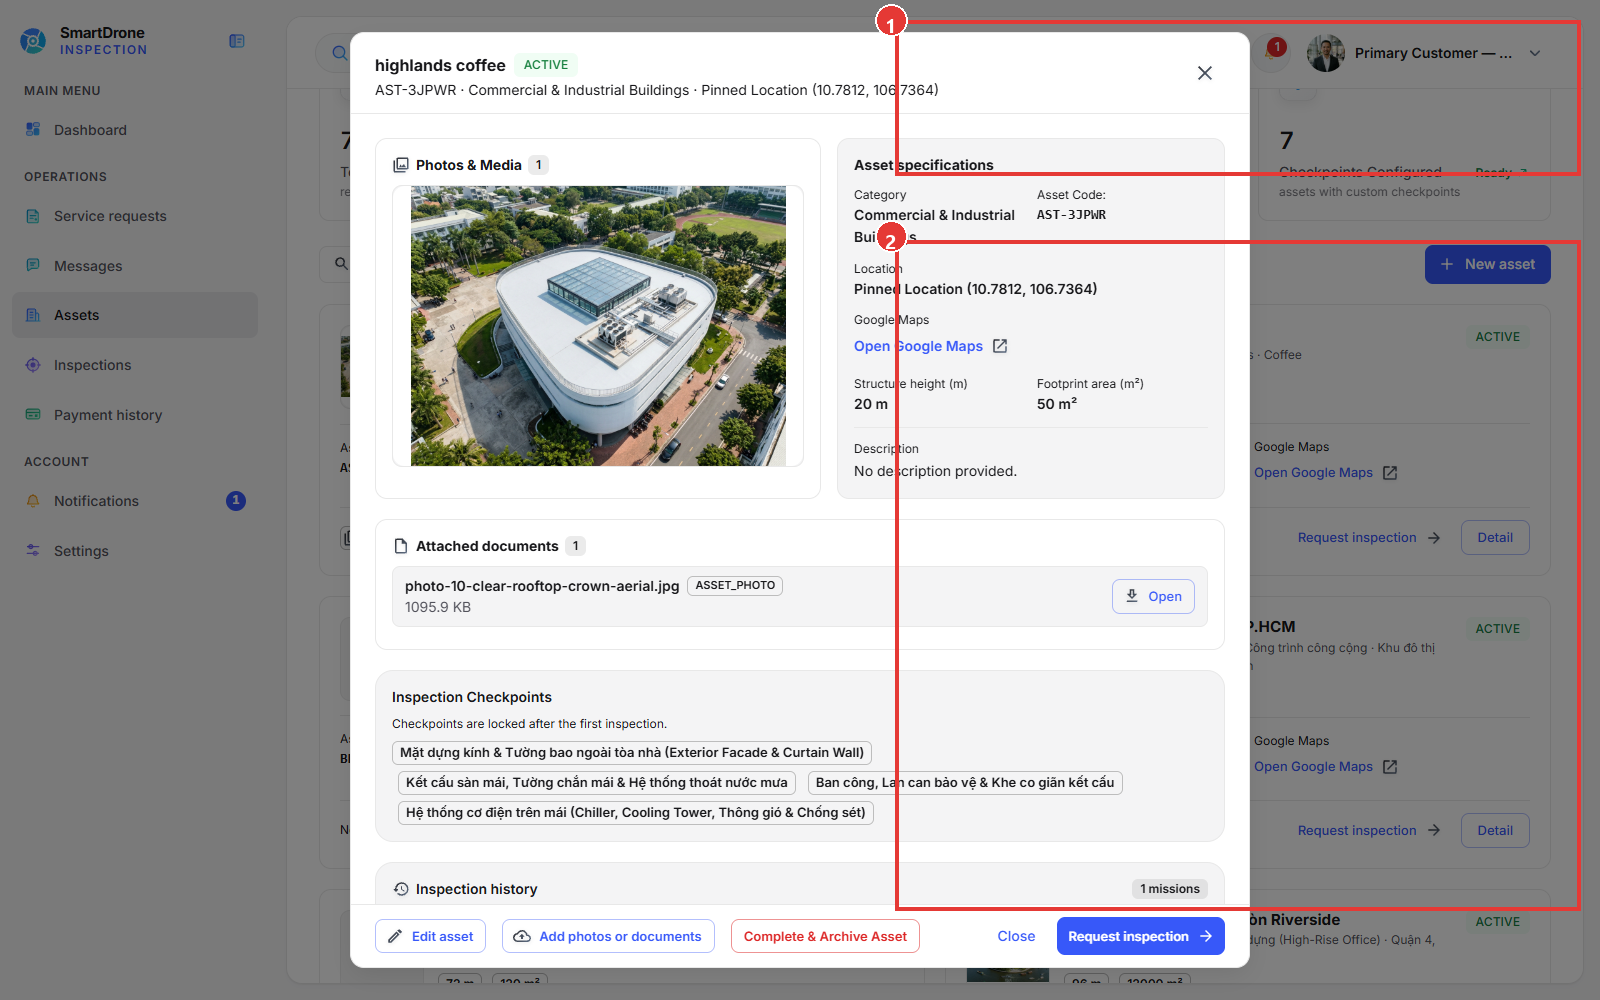 SmartDrone
INSPECTION
MAIN MENU
Dashboard
OPERATIONS
Service requests
Messages
Assets
Inspections
Payment history
ACCOUNT
Notifications
1
Settings
1
1
Primary Customer — ...
highlands coffee
ACTIVE
AST-3JPWR · Commercial & Industrial Buildings · Pinned Location (10.7812, 106.7364)
7
Checkpoints Configured
Ready
assets with custom checkpoints
Photos & Media
1
Asset specifications
Category
Commercial & Industrial
Asset Code:
AST-3JPWR
2
Location
Pinned Location (10.7812, 106.7364)
Google Maps
Open Google Maps
Structure height (m)
20 m
Footprint area (m²)
50 m²
Description
No description provided.
New asset
ACTIVE
s · Coffee
Google Maps
Open Google Maps
Request inspection
Detail
Attached documents
1
photo-10-clear-rooftop-crown-aerial.jpg
ASSET_PHOTO
1095.9 KB
Open
P.HCM
ACTIVE
Công trình công cộng · Khu đô thị
Google Maps
Open Google Maps
Request inspection
Detail
Inspection Checkpoints
Checkpoints are locked after the first inspection.
Mặt dựng kính & Tường bao ngoài tòa nhà (Exterior Facade & Curtain Wall)
Kết cấu sàn mái, Tường chắn mái & Hệ thống thoát nước mưa
Ban công, Lan can bảo vệ & Khe co giãn kết cấu
Hệ thống cơ điện trên mái (Chiller, Cooling Tower, Thông gió & Chống sét)
Inspection history
1 missions
Edit asset
Add photos or documents
Complete & Archive Asset
Close
Request inspection
òn Riverside
ACTIVE
dựng (High-Rise Office) · Quận 4,